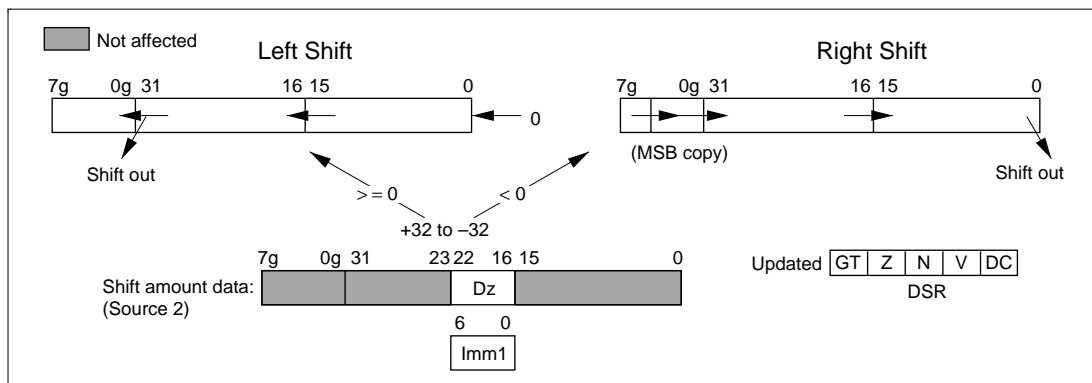 Not affected
Left Shift
Right Shift
7g 0g 31 16 15 0
7g 0g 31 16 15 0
0
(MSB copy)
Shift out
Shift out
> = 0
< 0
+32 to –32
7g 0g 31 23 22 16 15 0
Shift amount data:
(Source 2)
Dz
Updated GT Z N V DC
DSR
6 0
Imm1